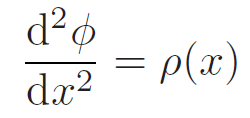 d²ϕ/dx² = ρ(x)